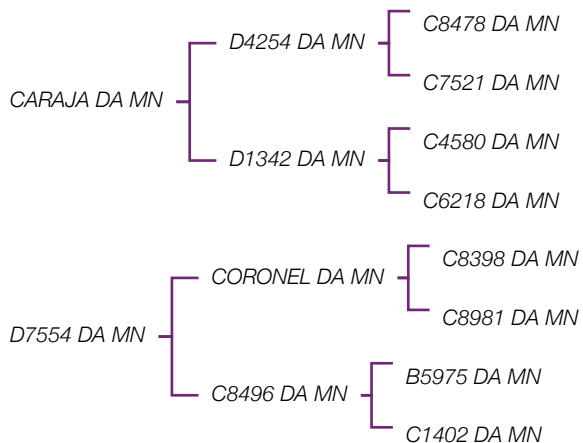 C8478 DA MN
D4254 DA MN
C7521 DA MN
CARAJA DA MN
C4580 DA MN
D1342 DA MN
C6218 DA MN
C8398 DA MN
CORONEL DA MN
C8981 DA MN
D7554 DA MN
B5975 DA MN
C8496 DA MN
C1402 DA MN